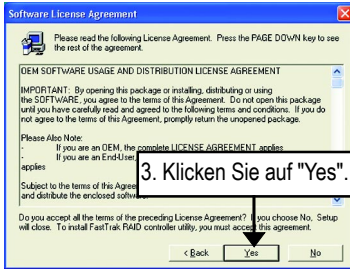 Software License Agreement
Please read the following License Agreement. Press the PAGE DOWN key to see
the rest of the agreement.
OEM SOFTWARE USAGE AND DISTRIBUTION LICENSE AGREEMENT
IMPORTANT: By opening this package or installing, distributing or using
the SOFTWARE, you agree to the terms of this Agreement. Do not open this package
until you have carefully read and agreed to the following terms and conditions. If you do
not agree to the terms of this Agreement, promptly return the unopened package.
Please Also Note:
- If you are an OEM, the complete LICENSE AGREEMENT applies
- If you are an End-User,
applies
3. Klicken Sie auf "Yes".
Subject to the terms of this Agree
and distribute the enclosed software
Do you accept all the terms of the preceding License Agreement? If you choose No, Setup
will close. To install FastTrak RAID controller utility, you must accept this agreement.
< Back
Yes
No